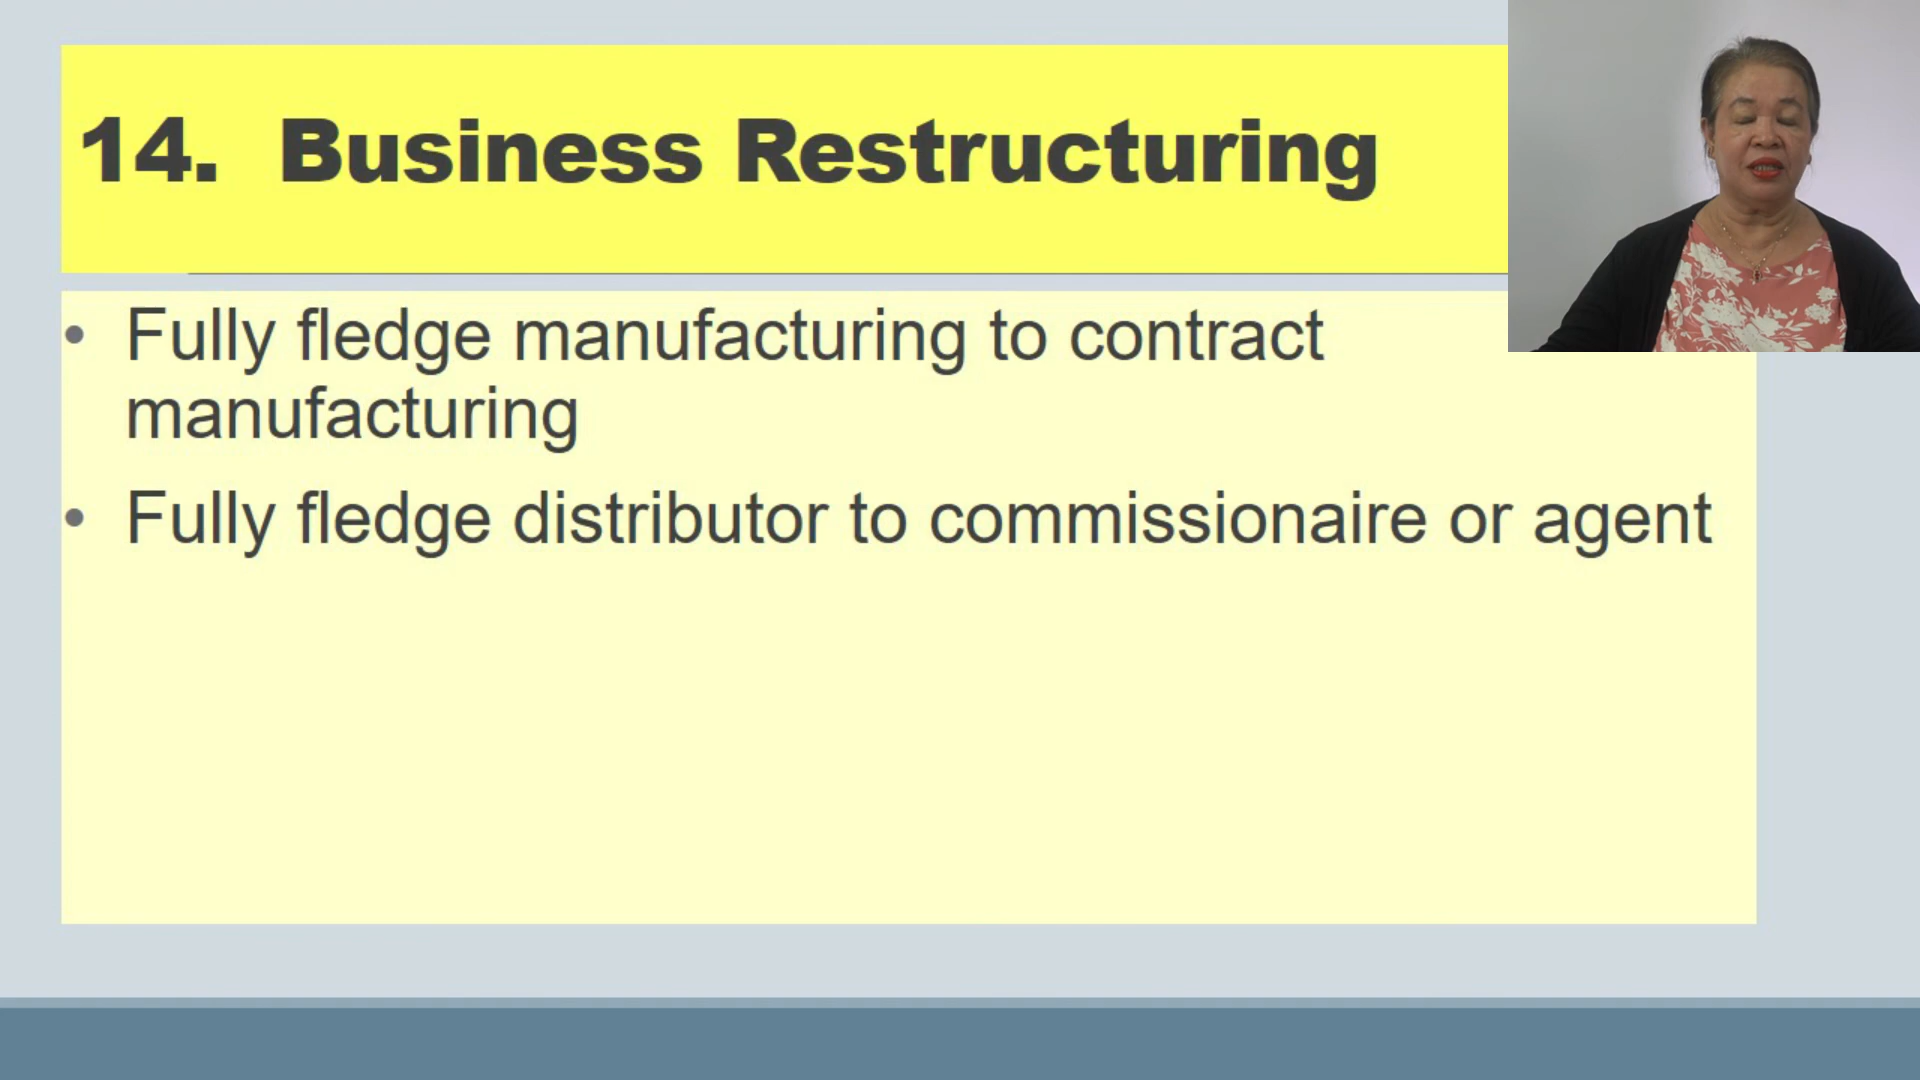 14. Business Restructuring
• Fully fledge manufacturing to contract
manufacturing
• Fully fledge distributor to commissionaire or agent